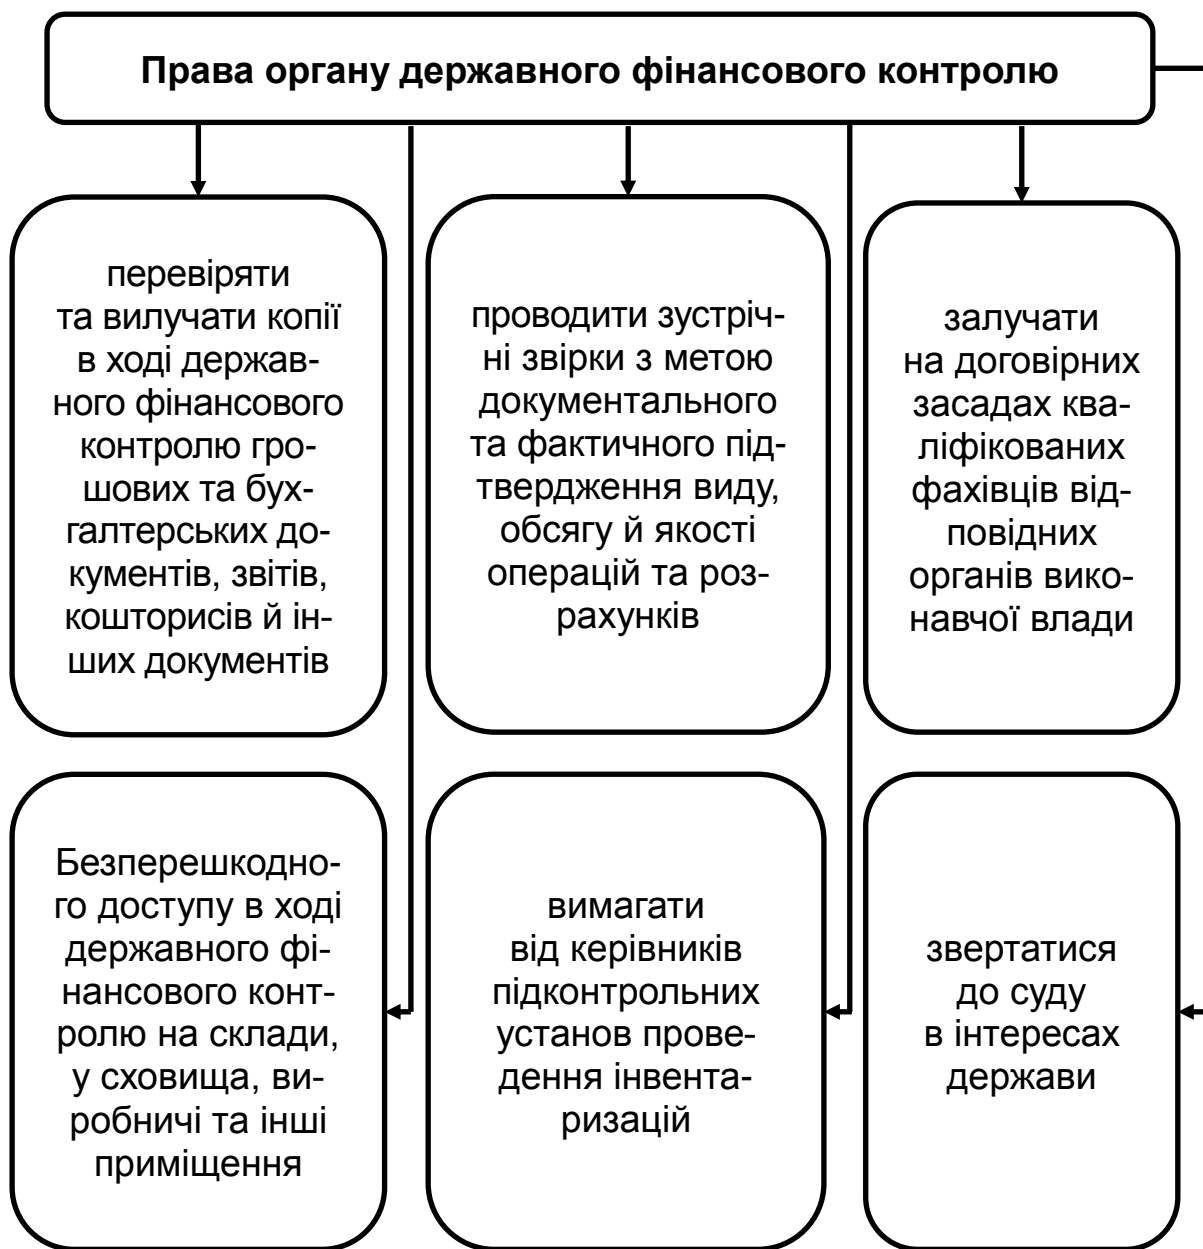 Права органу державного фінансового контролю
перевіряти
та вилучати копії
в ході держав-
ного фінансового
контролю гро-
шових та бух-
галтерських до-
кументів, звітів,
кошторисів й ін-
ших документів
проводити зустріч-
ні звірки з метою
документального
та фактичного під-
твердження виду,
обсягу й якості
операцій та роз-
рахунків
залучати
на договірних
засадах ква-
ліфікованих
фахівців від-
повідних
органів вико-
навчої влади
Безперешкодно-
го доступу в ході
державного фі-
нансового конт-
ролю на склади,
у сховища, ви-
робничі та інші
приміщення
вимагати
від керівників
підконтрольних
установ прове-
дення інвента-
ризацій
звертатися
до суду
в інтересах
держави